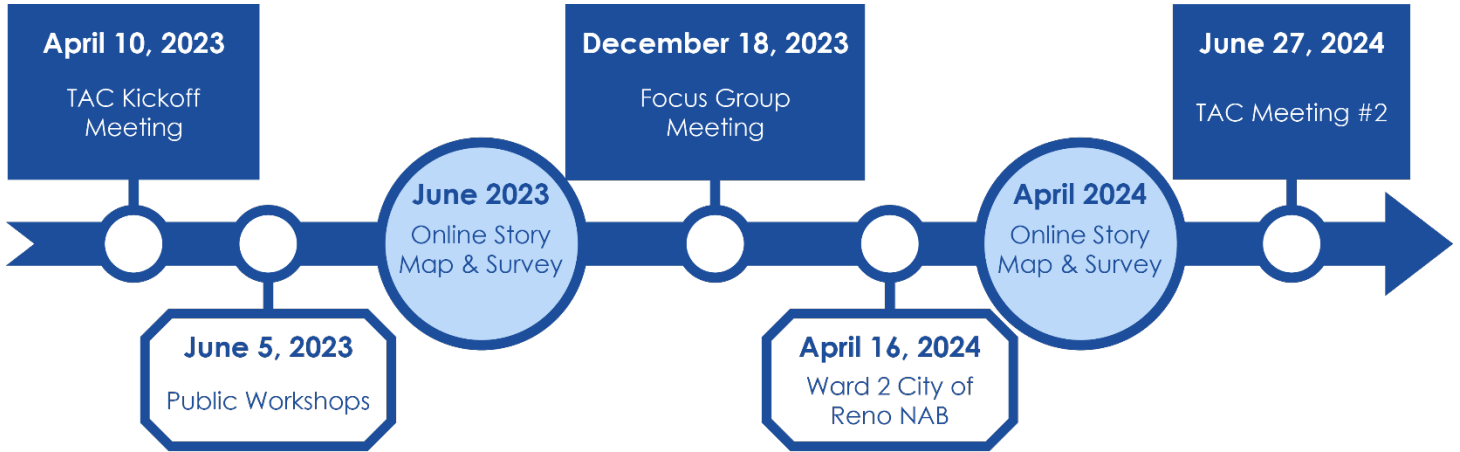 April 10, 2023
TAC Kickoff
Meeting
June 5, 2023
Public Workshops
June 2023
Online Story
Map & Survey
December 18, 2023
Focus Group
Meeting
April 16, 2024
Ward 2 City of
Reno NAB
April 2024
Online Story
Map & Survey
June 27, 2024
TAC Meeting #2